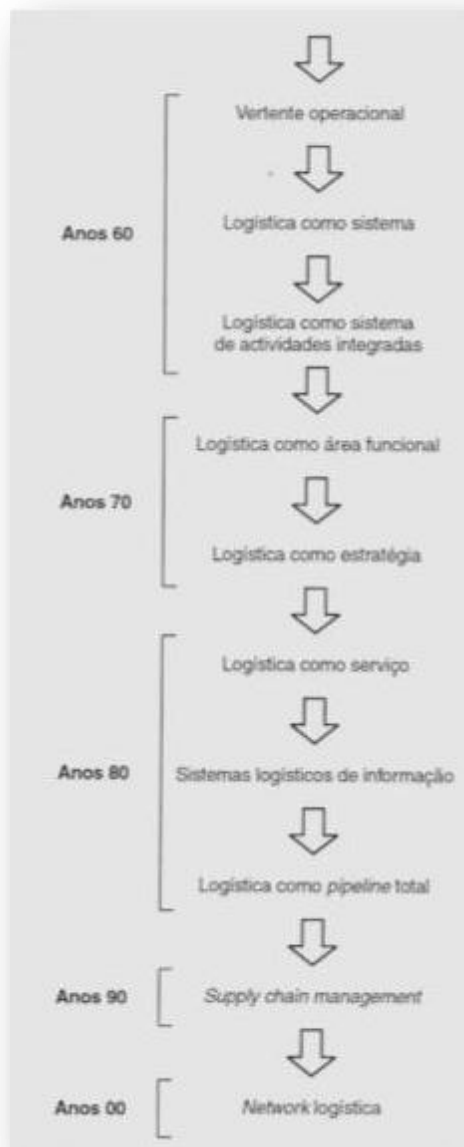 Vertente operacional
Anos 60
Logística como sistema
Logística como sistema
de actividades integradas
Logística como área funcional
Anos 70
Logística como estratégia
Logística como serviço
Anos 80
Sistemas logísticos de informação
Logística como pipeline total
Anos 90
Supply chain management
Anos 00
Network logística